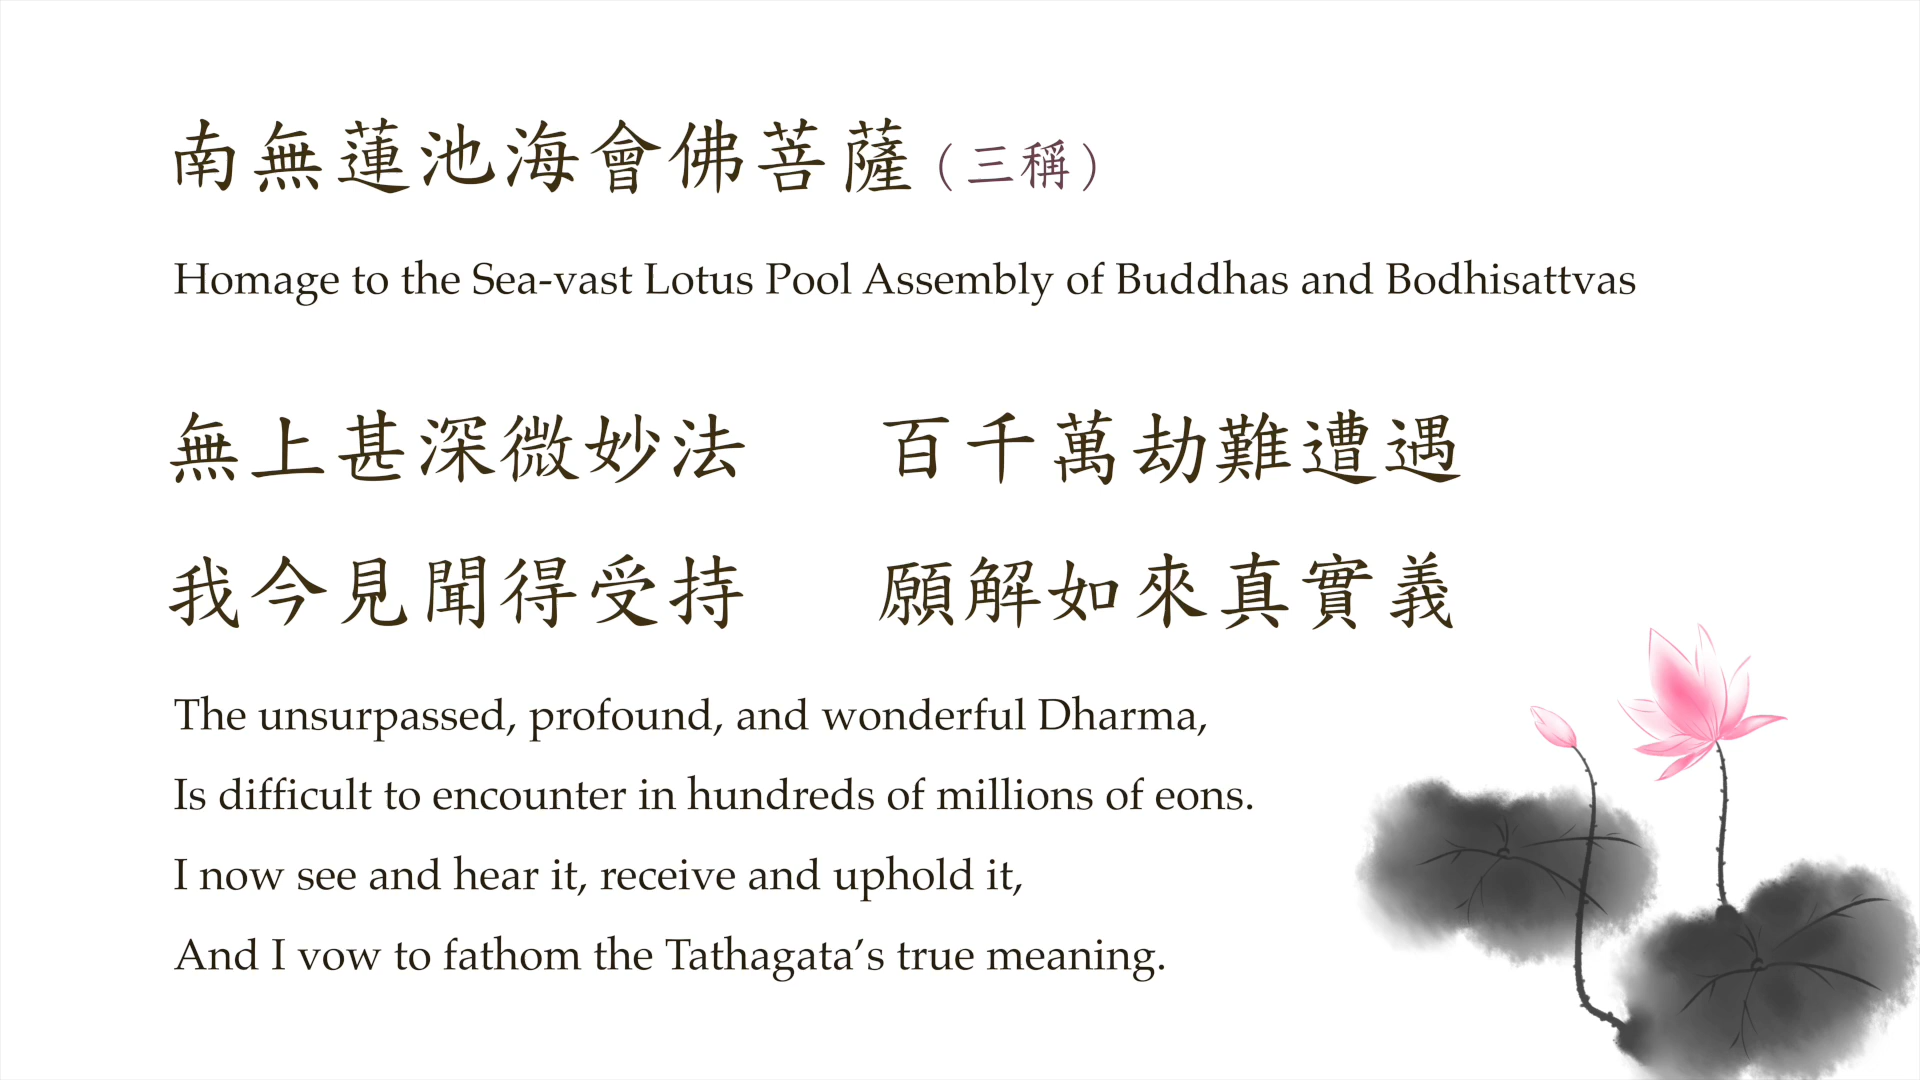 南無蓮池海會佛菩薩（三稱）
Homage to the Sea-vast Lotus Pool Assembly of Buddhas and Bodhisattvas
無上甚深微妙法　百千萬劫難遭遇
我今見聞得受持　願解如來真實義
The unsurpassed, profound, and wonderful Dharma,
Is difficult to encounter in hundreds of millions of eons.
I now see and hear it, receive and uphold it,
And I vow to fathom the Tathagata’s true meaning.